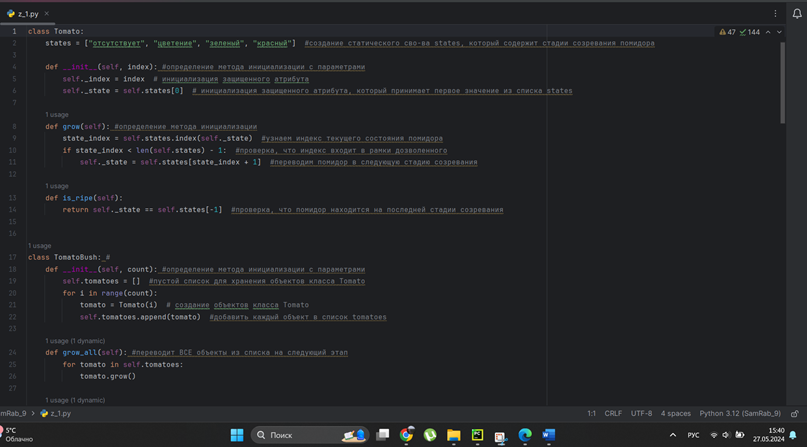 z_1.py
47 144
1 class Tomato:
2 states = ["отсутствует", "цветение", "зеленый", "красный"] #создание статического сво-ва states, который содержит стадии созревания помидора
3
4 def __init__(self, index): #определение метода инициализации с параметрами
5 self._index = index # инициализация защищенного атрибута
6 self._state = self.states[0] # инициализация защищенного атрибута, который принимает первое значение из списка states
7
1 usage
8 def grow(self): #определение метода инициализации
9 state_index = self.states.index(self._state) #узнаем индекс текущего состояния помидора
10 if state_index < len(self.states) - 1: #проверка, что индекс входит в рамки дозволенного
11 self._state = self.states[state_index + 1] #переводим помидор в следующую стадию созревания
12
1 usage
13 def is_ripe(self):
14 return self._state == self.states[-1] #проверка, что помидор находится на последней стадии созревания
15
16
1 usage
17 class TomatoBush: #
18 def __init__(self, count): #определение метода инициализации с параметрами
19 self.tomatoes = [] #пустой список для хранения объектов класса Tomato
20 for i in range(count):
21 tomato = Tomato(i) # создание объектов класса Tomato
22 self.tomatoes.append(tomato) #добавить каждый объект в список tomatoes
23
1 usage (1 dynamic)
24 def grow_all(self): #переводит ВСЕ объекты из списка на следующий этап
25 for tomato in self.tomatoes:
26 tomato.grow()
27
1 usage (1 dynamic)
mRab_9 > z_1.py 1:1 CRLF UTF-8 4 spaces Python 3.12 (SamRab_9)
5°C
Облачно
Поиск
РУС
15:40
27.05.2024